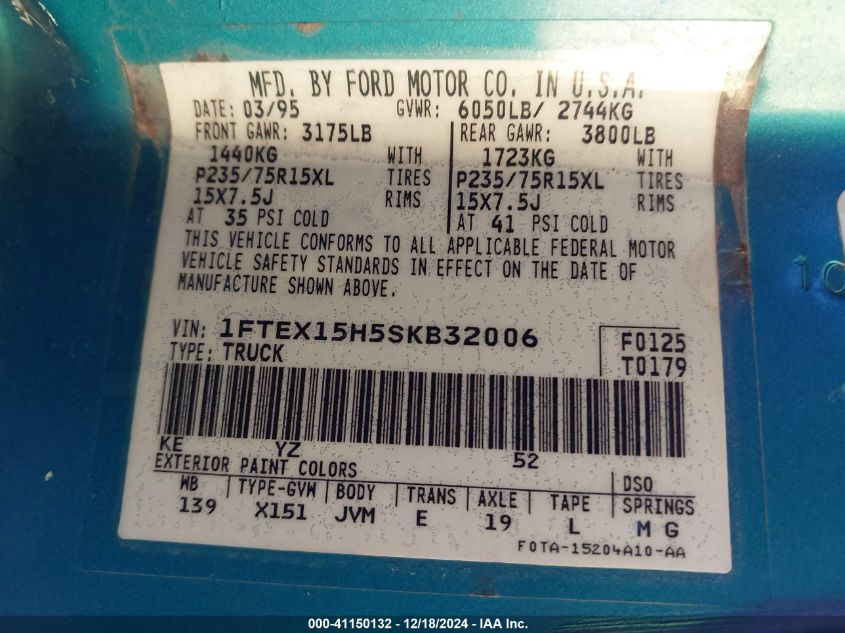 MFD. BY FORD MOTOR CO. IN U.S.A.
DATE: 03/95 GVWR: 6050LB/ 2744KG
FRONT GAWR: 3175LB REAR GAWR: 3800LB
1440KG WITH 1723KG WITH
P235/75R15XL TIRES P235/75R15XL TIRES
15X7.5J RIMS 15X7.5J RIMS
AT 35 PSI COLD AT 41 PSI COLD
THIS VEHICLE CONFORMS TO ALL APPLICABLE FEDERAL MOTOR
VEHICLE SAFETY STANDARDS IN EFFECT ON THE DATE OF
MANUFACTURE SHOWN ABOVE.
VIN: 1FTEX15H5SKB32006 F0125
TYPE: TRUCK T0179
KE YZ 52
EXTERIOR PAINT COLORS DSO
WB TYPE-GVW BODY TRANS AXLE TAPE SPRINGS
139 X151 JVM E 19 L M G
F0TA-15204A10-AA
10
000-41150132 - 12/18/2024 - IAA Inc.